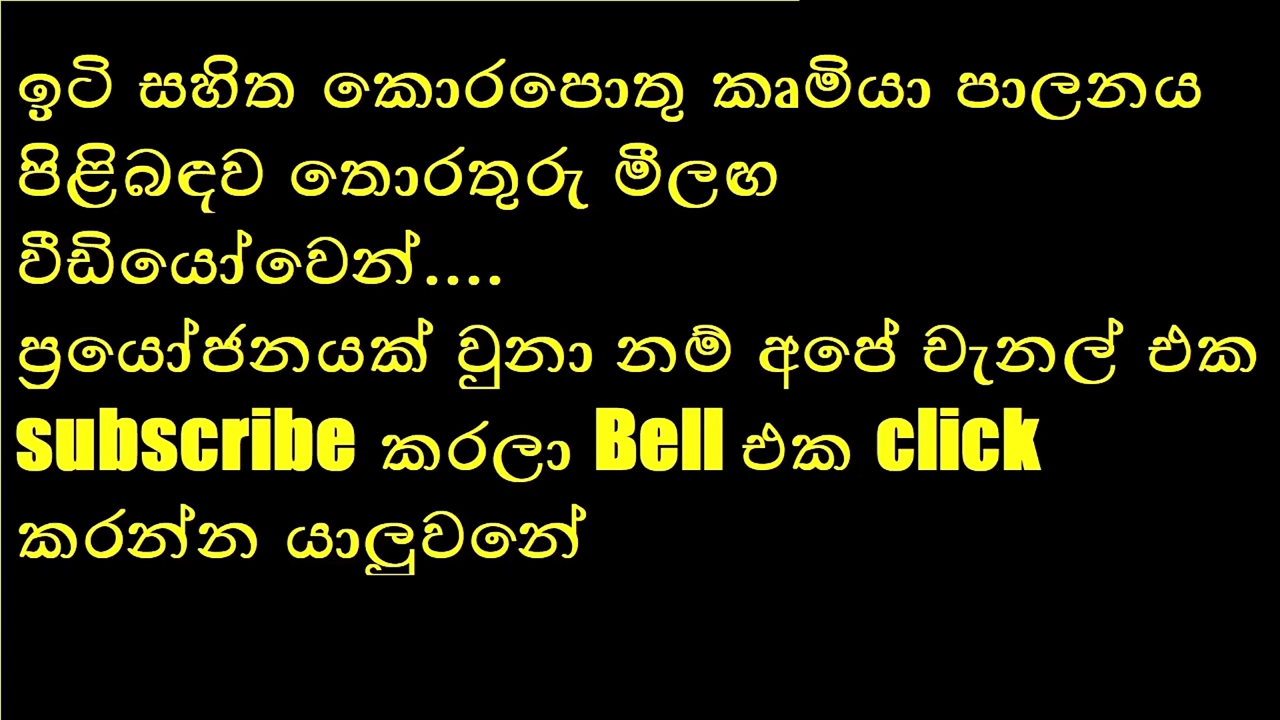 ඉටි සහිත කොරපොතු කෘමියා පාලනය
පිළිබඳව තොරතුරු මීලඟ
වීඩියෝවෙන්....
ප්‍රයෝජනයක් වුනා නම් අපේ චැනල් එක
subscribe කරලා Bell එක click
කරන්න යාලුවනේ